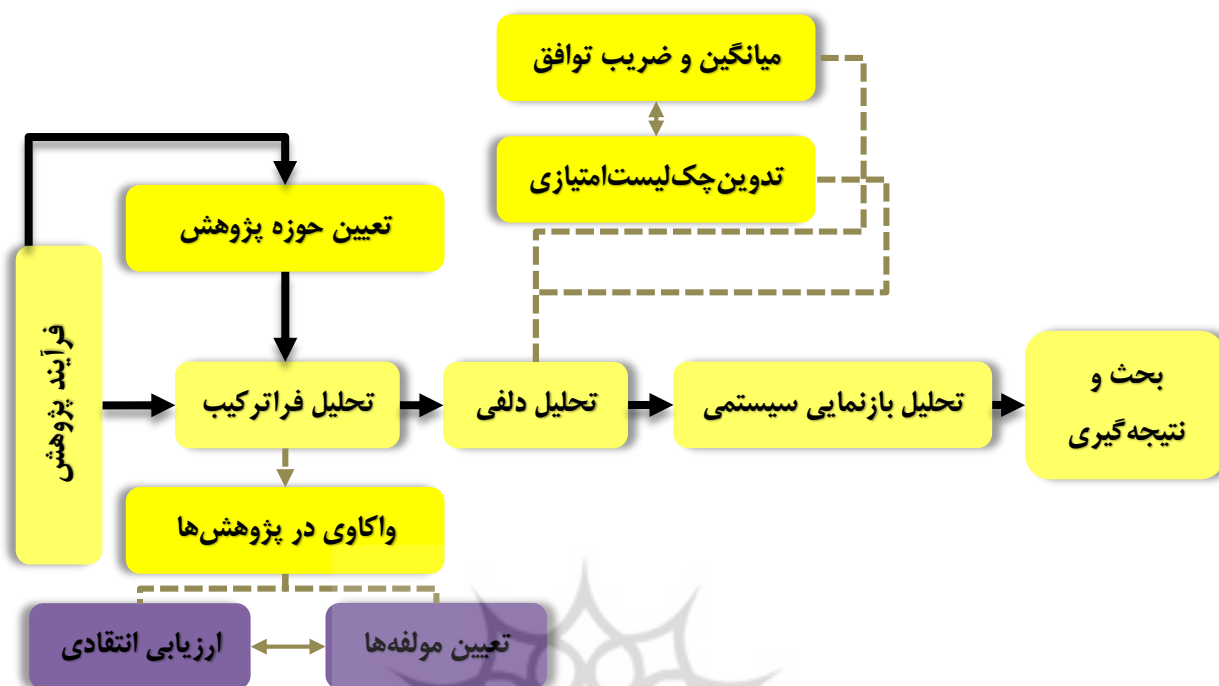 میانگین و ضریب توافق
تدوین‌چک‌لیست‌امتیازی
تعیین حوزه پژوهش
فرآیند پژوهش
تحلیل فراترکیب
تحلیل دلفی
تحلیل بازنمایی سیستمی
بحث و
نتیجه‌گیری
واکاوی در پژوهش‌ها
تعیین مولفه‌ها
ارزیابی انتقادی